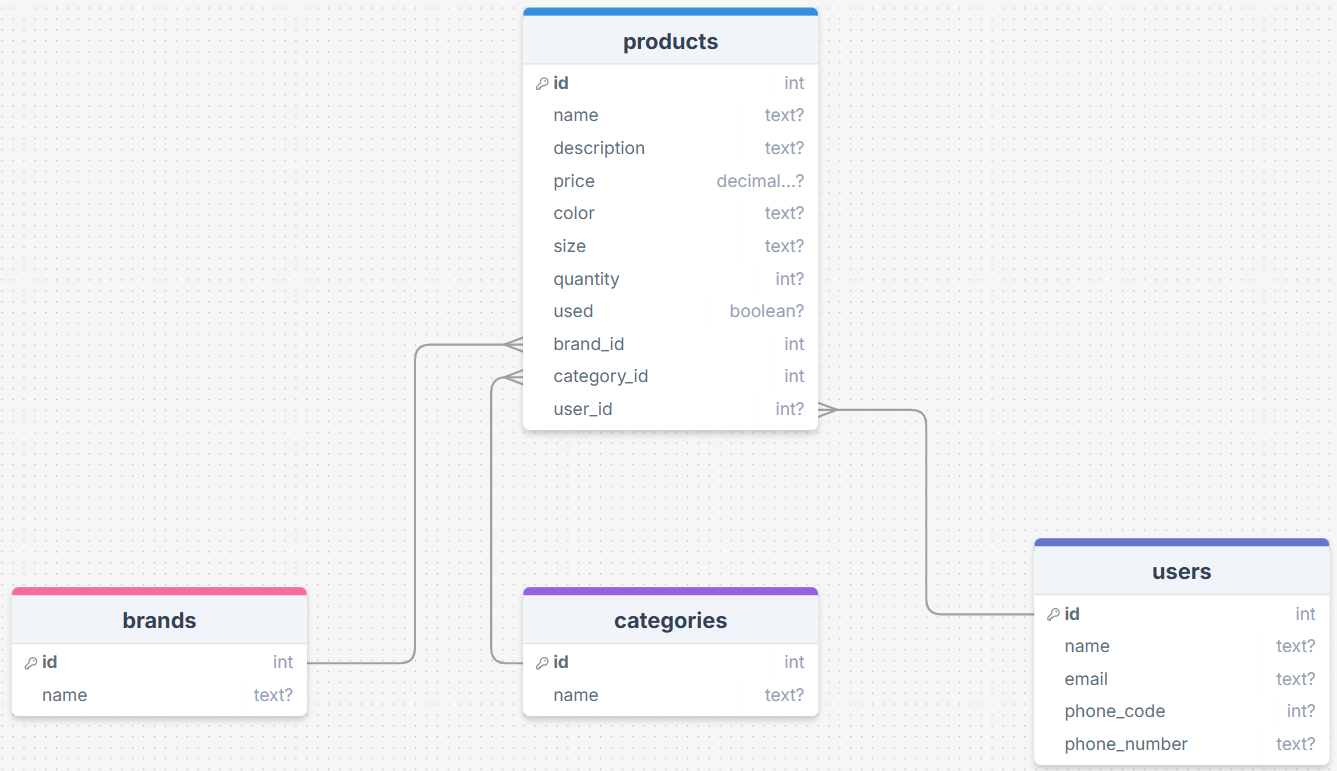 products
id int
name text?
description text?
price decimal...?
color text?
size text?
quantity int?
used boolean?
brand_id int
category_id int
user_id int?
brands
id int
name text?
categories
id int
name text?
users
id int
name text?
email text?
phone_code int?
phone_number text?